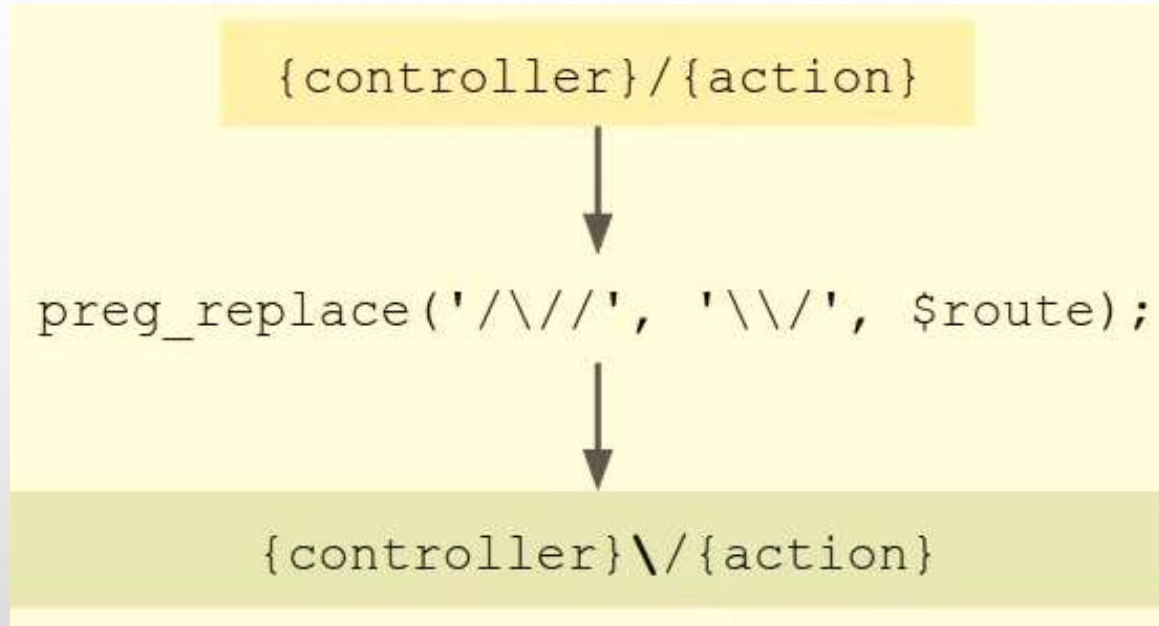 {controller}/{action}
preg_replace('/\//', '\\/', $route);
{controller}\/{action}